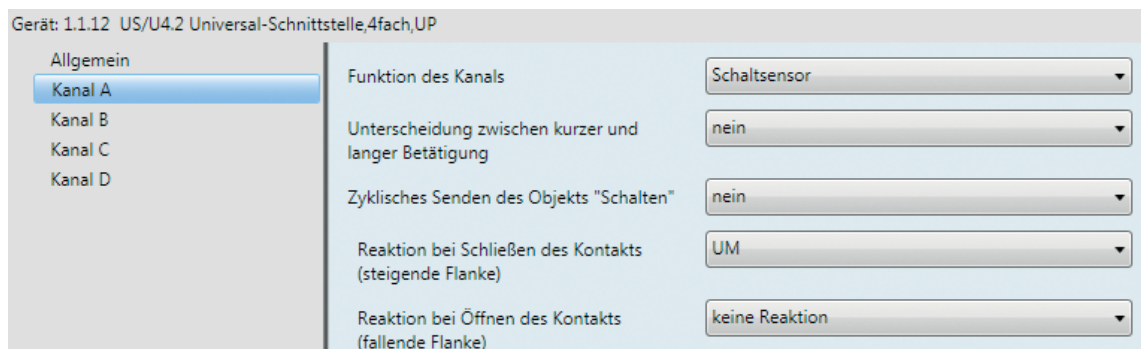 Gerät: 1.1.12 US/U4.2 Universal-Schnittstelle,4fach,UP
Allgemein
Kanal A
Kanal B
Kanal C
Kanal D
Funktion des Kanals
Schaltsensor
Unterscheidung zwischen kurzer und
langer Betätigung
nein
Zyklisches Senden des Objekts "Schalten"
nein
Reaktion bei Schließen des Kontakts
(steigende Flanke)
UM
Reaktion bei Öffnen des Kontakts
(fallende Flanke)
keine Reaktion